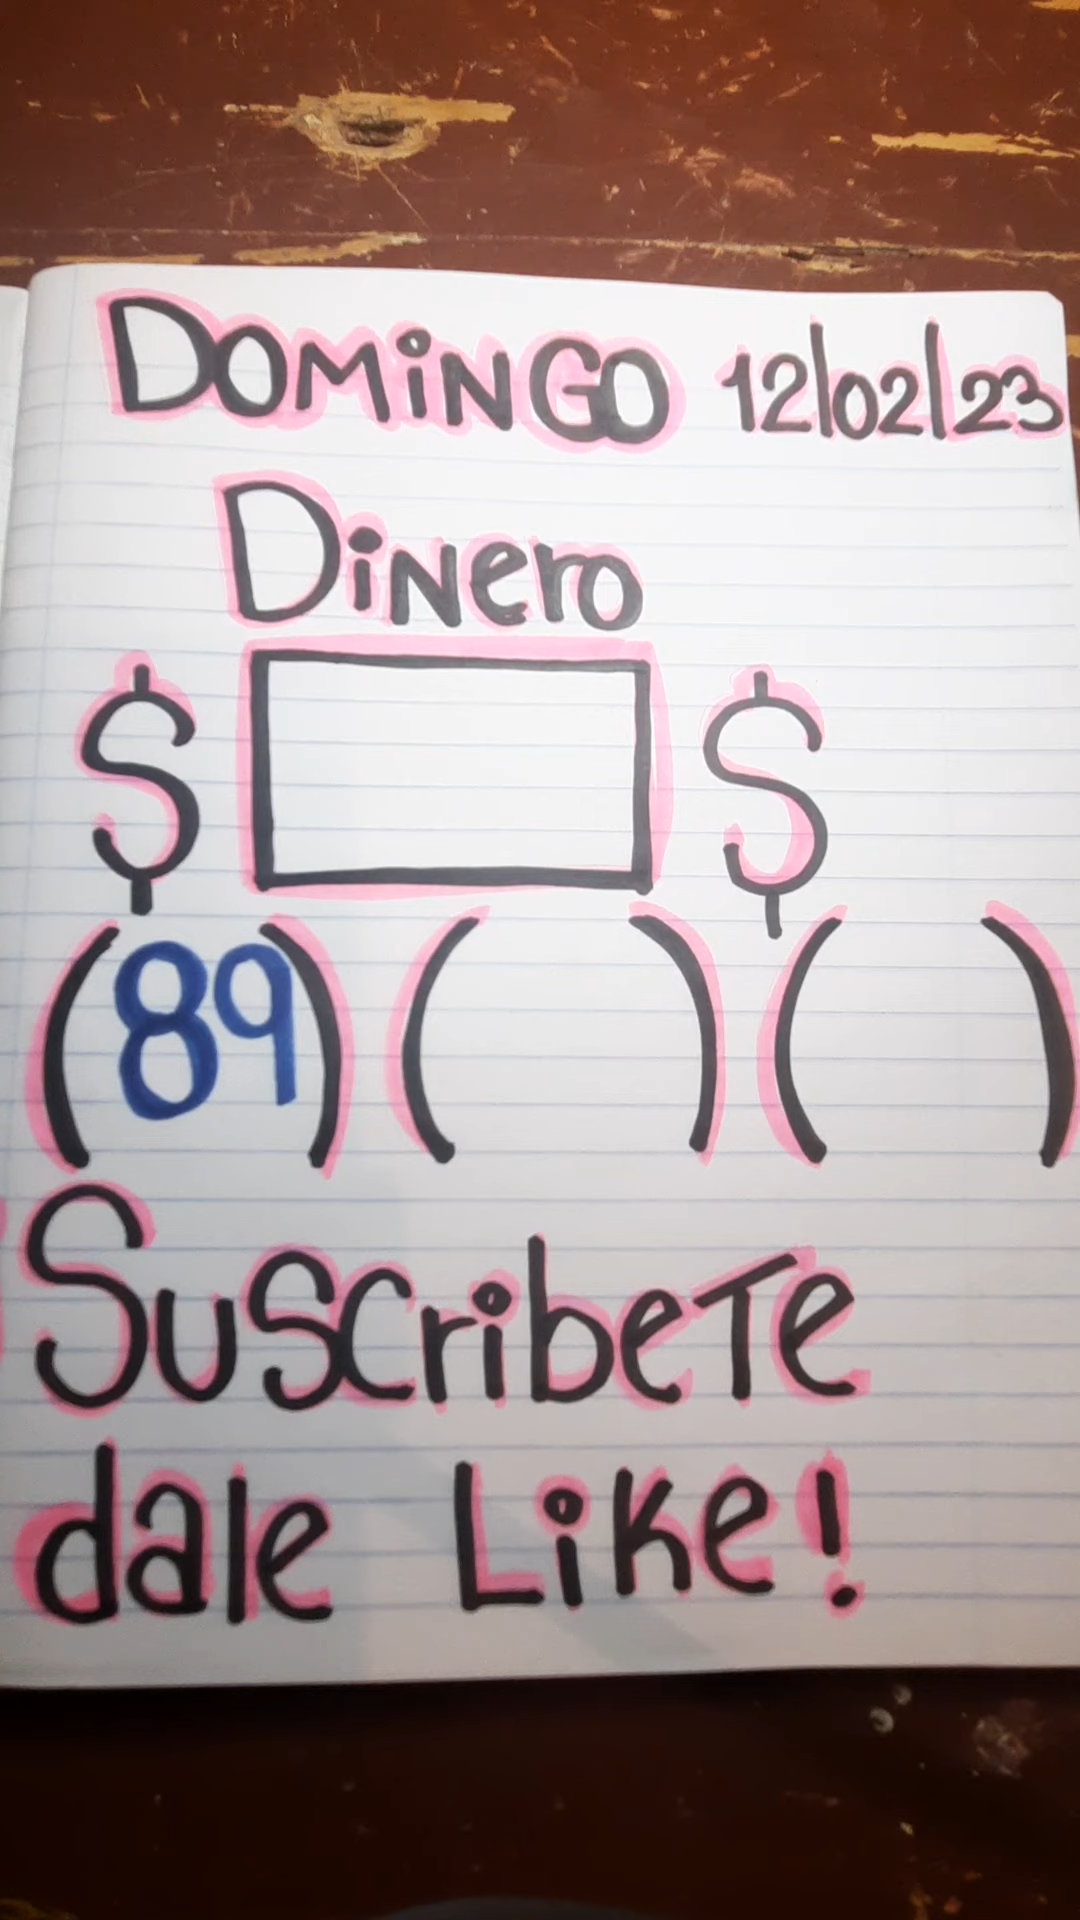 DOMiNGO 12/02/23
DiNero
$ $
(89) ( ) ( )
SuscribeTe
dale Like!